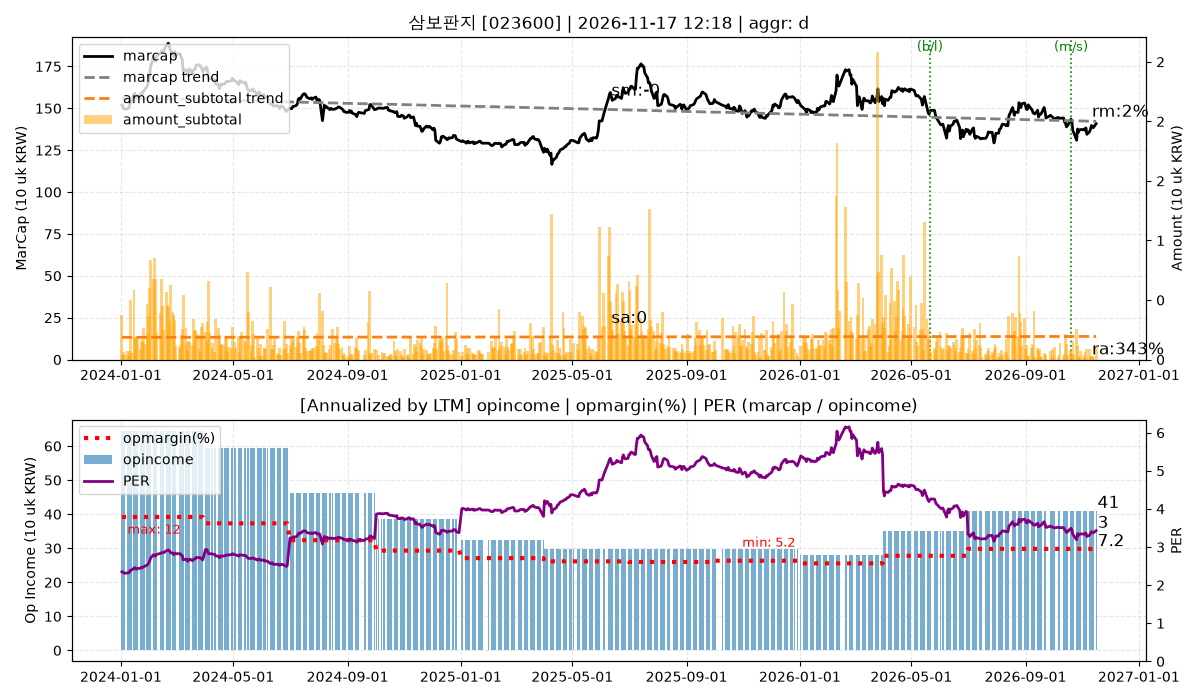 삼보판지 [023600] | 2026-11-17 12:18 | aggr: d
marcap
marcap trend
amount_subtotal trend
amount_subtotal
(b/l)
(m/s)
rm:2%
sa:0
ra:343%
MarCap (10 uk KRW)
175
150
125
100
75
50
25
0
Amount (10 uk KRW)
2
2
2
1
0
0
2024-01-01
2024-05-01
2024-09-01
2025-01-01
2025-05-01
2025-09-01
2026-01-01
2026-05-01
2026-09-01
2027-01-01
[Annualized by LTM] opincome | opmargin(%) | PER (marcap / opincome)
opmargin(%)
opincome
PER
max: 12
min: 5.2
41
3
7.2
Op Income (10 uk KRW)
60
50
40
30
20
10
0
PER
6
5
4
3
2
1
0
2024-01-01
2024-05-01
2024-09-01
2025-01-01
2025-05-01
2025-09-01
2026-01-01
2026-05-01
2026-09-01
2027-01-01